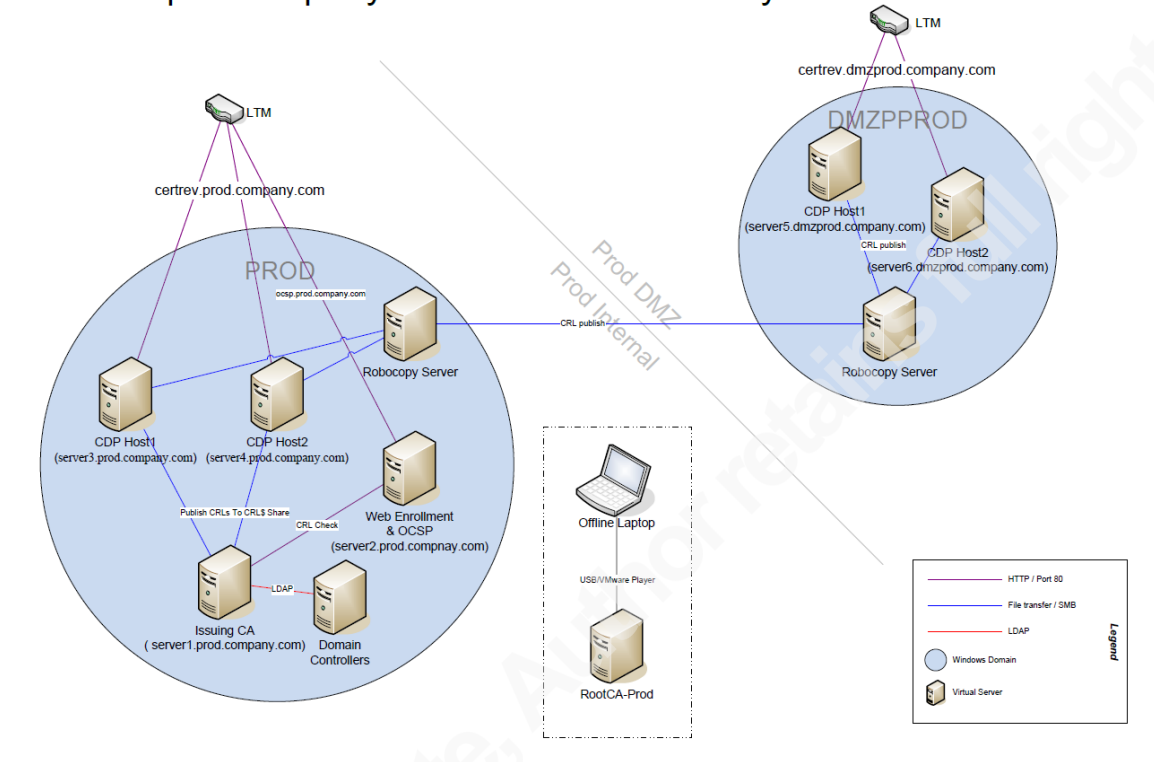 LTM
certrev.dmzprod.company.com
DMZPPROD
CDP Host1
(server5.dmzprod.company.com)
CRL publish
CDP Host2
(server6.dmzprod.company.com)
Robocopy Server
LTM
certrev.prod.company.com
PROD
ocsp.prod.company.com
Robocopy Server
CRL publish
Prod DMZ
Prod Internal
CDP Host1
(server3.prod.company.com)
CDP Host2
(server4.prod.company.com)
Publish CRLs To CRL$ Share
CRL Check
Web Enrollment
& OCSP
(server2.prod.compnay.com)
LDAP
Issuing CA
( server1.prod.company.com)
Domain
Controllers
Offline Laptop
USB/VMware Player
RootCA-Prod
HTTP / Port 80
File transfer / SMB
LDAP
Windows Domain
Virtual Server
Legend
Author retains full right